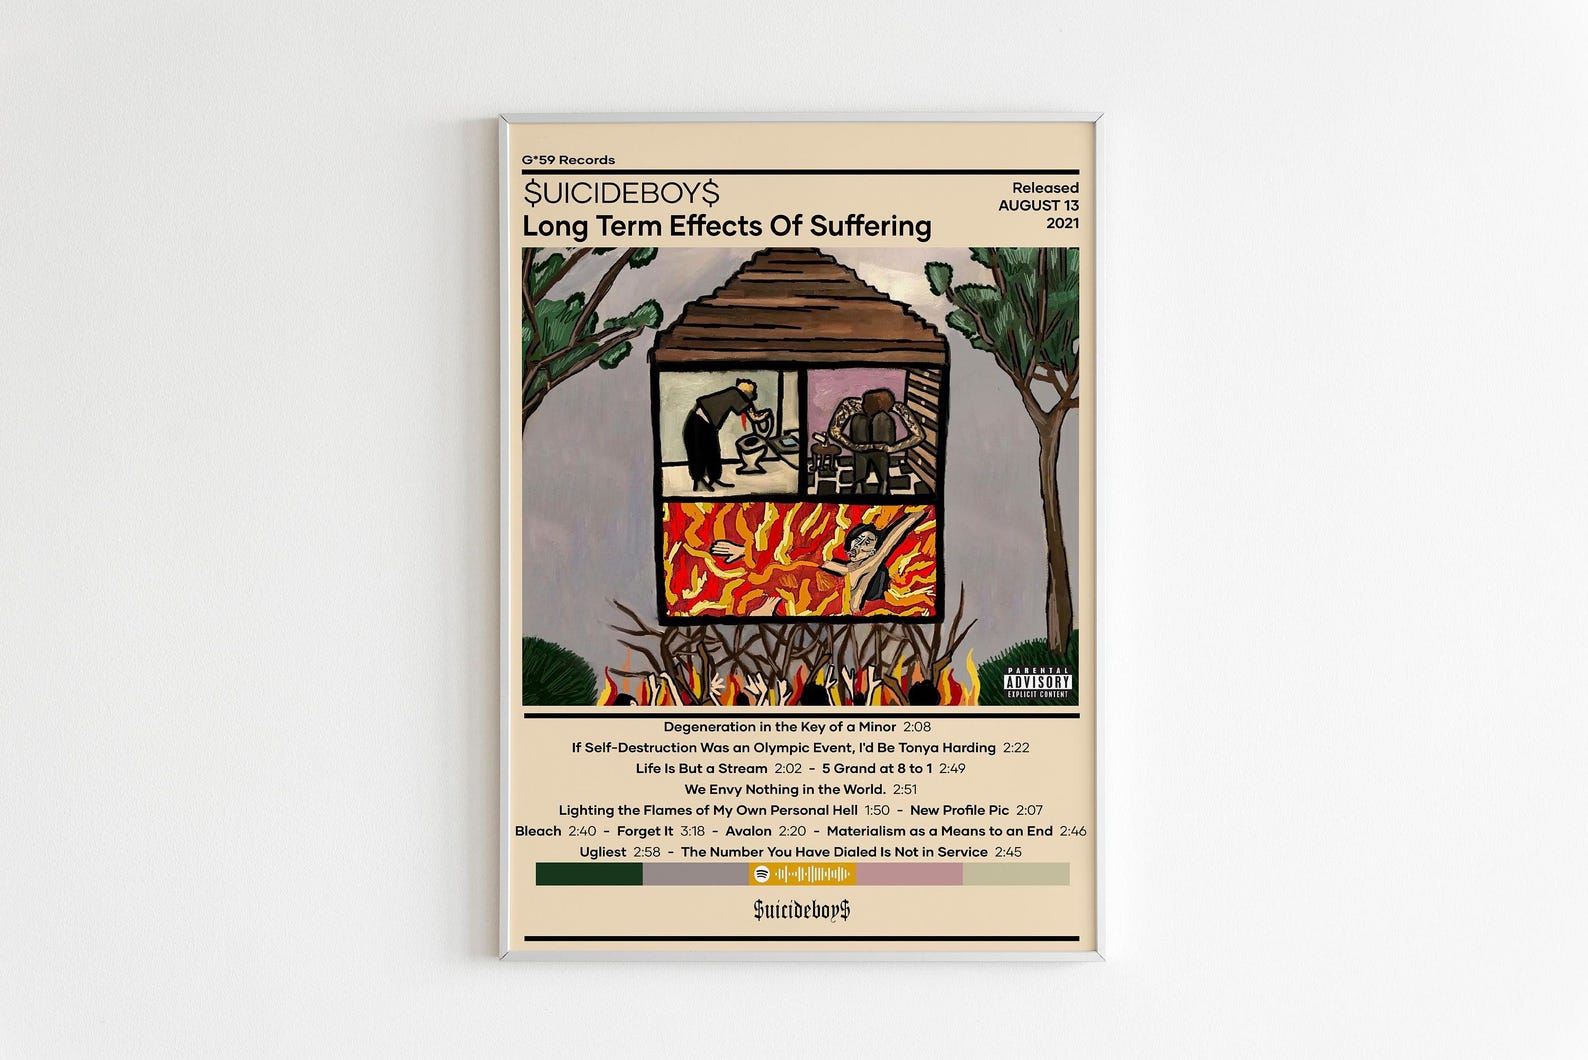 G*59 Records
$UICIDEBOY$
Long Term Effects Of Suffering
Released
AUGUST 13
2021
PARENTAL
ADVISORY
EXPLICIT CONTENT
Degeneration in the Key of a Minor 2:08
If Self-Destruction Was an Olympic Event, I'd Be Tonya Harding 2:22
Life Is But a Stream 2:02 - 5 Grand at 8 to 1 2:49
We Envy Nothing in the World. 2:51
Lighting the Flames of My Own Personal Hell 1:50 - New Profile Pic 2:07
Bleach 2:40 - Forget It 3:18 - Avalon 2:20 - Materialism as a Means to an End 2:46
Ugliest 2:58 - The Number You Have Dialed Is Not in Service 2:45
$uicideboy$